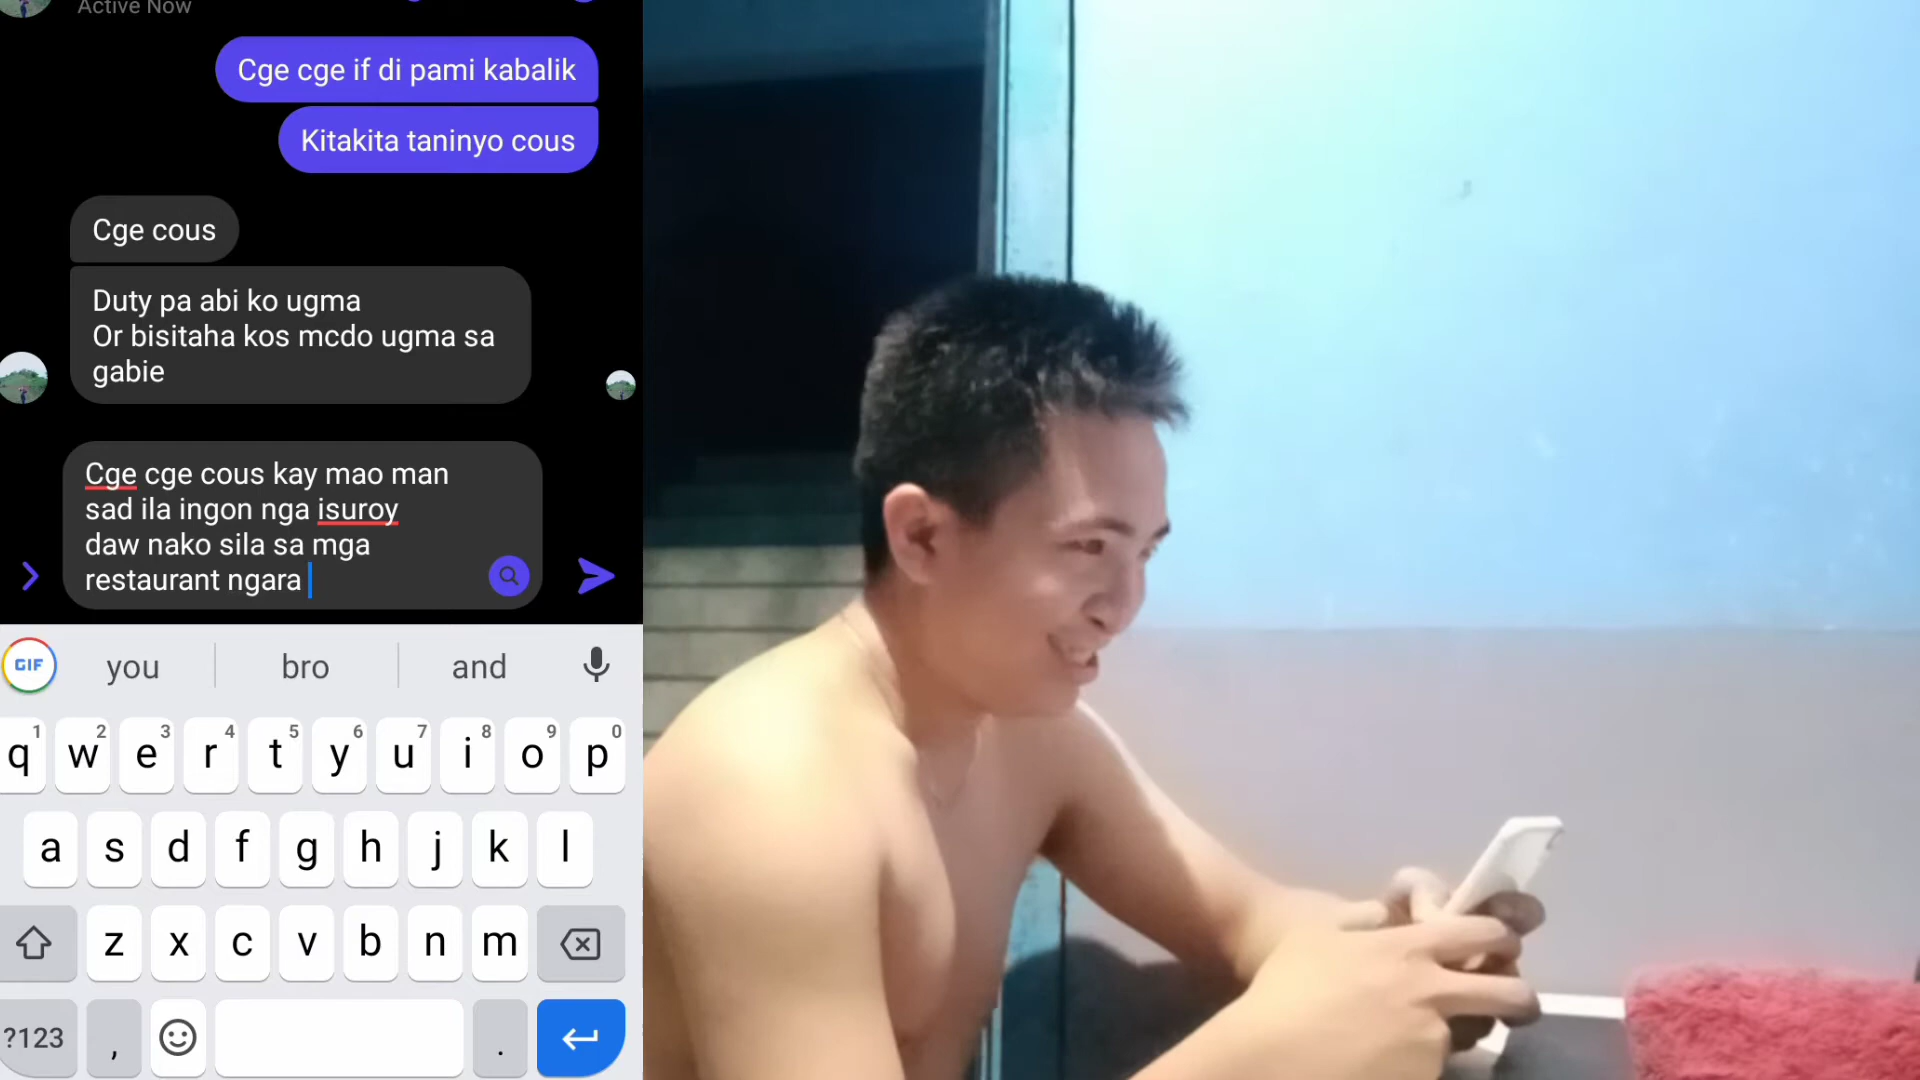 Active Now
Cge cge if di pami kabalik
Kitakita taninyo cous
Cge cous
Duty pa abi ko ugma
Or bisitaha kos mcdo ugma sa
gabie
Cge cge cous kay mao man
sad ila ingon nga isuroy
daw nako sila sa mga
restaurant ngara
GIF you bro and
1 2 3 4 5 6 7 8 9 0
q w e r t y u i o p
a s d f g h j k l
z x c v b n m
?123 , .